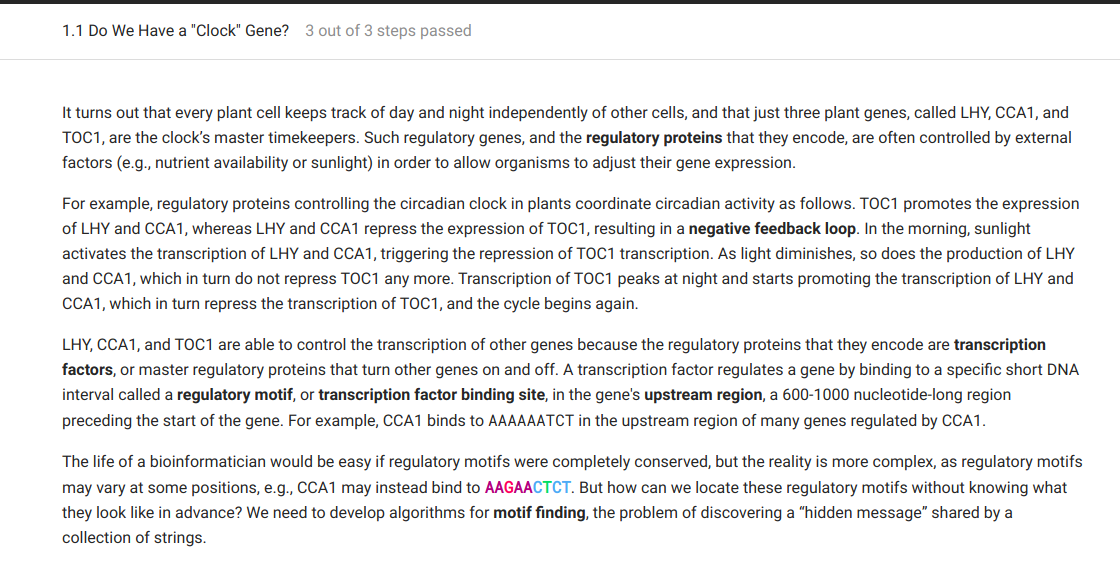 1.1 Do We Have a "Clock" Gene? 3 out of 3 steps passed
It turns out that every plant cell keeps track of day and night independently of other cells, and that just three plant genes, called LHY, CCA1, and
TOC1, are the clock’s master timekeepers. Such regulatory genes, and the regulatory proteins that they encode, are often controlled by external
factors (e.g., nutrient availability or sunlight) in order to allow organisms to adjust their gene expression.
For example, regulatory proteins controlling the circadian clock in plants coordinate circadian activity as follows. TOC1 promotes the expression
of LHY and CCA1, whereas LHY and CCA1 repress the expression of TOC1, resulting in a negative feedback loop. In the morning, sunlight
activates the transcription of LHY and CCA1, triggering the repression of TOC1 transcription. As light diminishes, so does the production of LHY
and CCA1, which in turn do not repress TOC1 any more. Transcription of TOC1 peaks at night and starts promoting the transcription of LHY and
CCA1, which in turn repress the transcription of TOC1, and the cycle begins again.
LHY, CCA1, and TOC1 are able to control the transcription of other genes because the regulatory proteins that they encode are transcription
factors, or master regulatory proteins that turn other genes on and off. A transcription factor regulates a gene by binding to a specific short DNA
interval called a regulatory motif, or transcription factor binding site, in the gene's upstream region, a 600-1000 nucleotide-long region
preceding the start of the gene. For example, CCA1 binds to AAAAAATCT in the upstream region of many genes regulated by CCA1.
The life of a bioinformatician would be easy if regulatory motifs were completely conserved, but the reality is more complex, as regulatory motifs
may vary at some positions, e.g., CCA1 may instead bind to AAGAACTCT. But how can we locate these regulatory motifs without knowing what
they look like in advance? We need to develop algorithms for motif finding, the problem of discovering a “hidden message” shared by a
collection of strings.